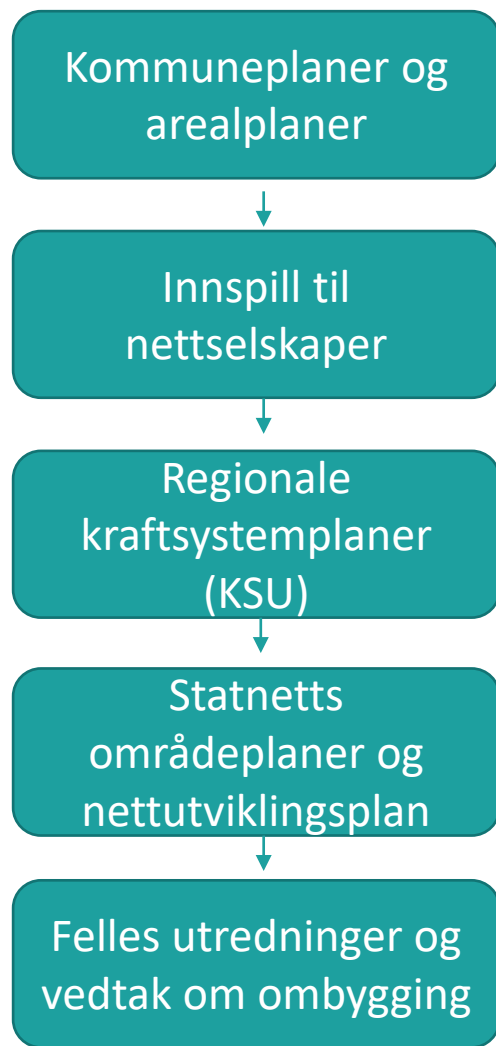 Kommuneplaner og
arealplaner
Innspill til
nettselskaper
Regionale
kraftsystemplaner
(KSU)
Statnetts
områdeplaner og
nettutviklingsplan
Felles utredninger og
vedtak om ombygging